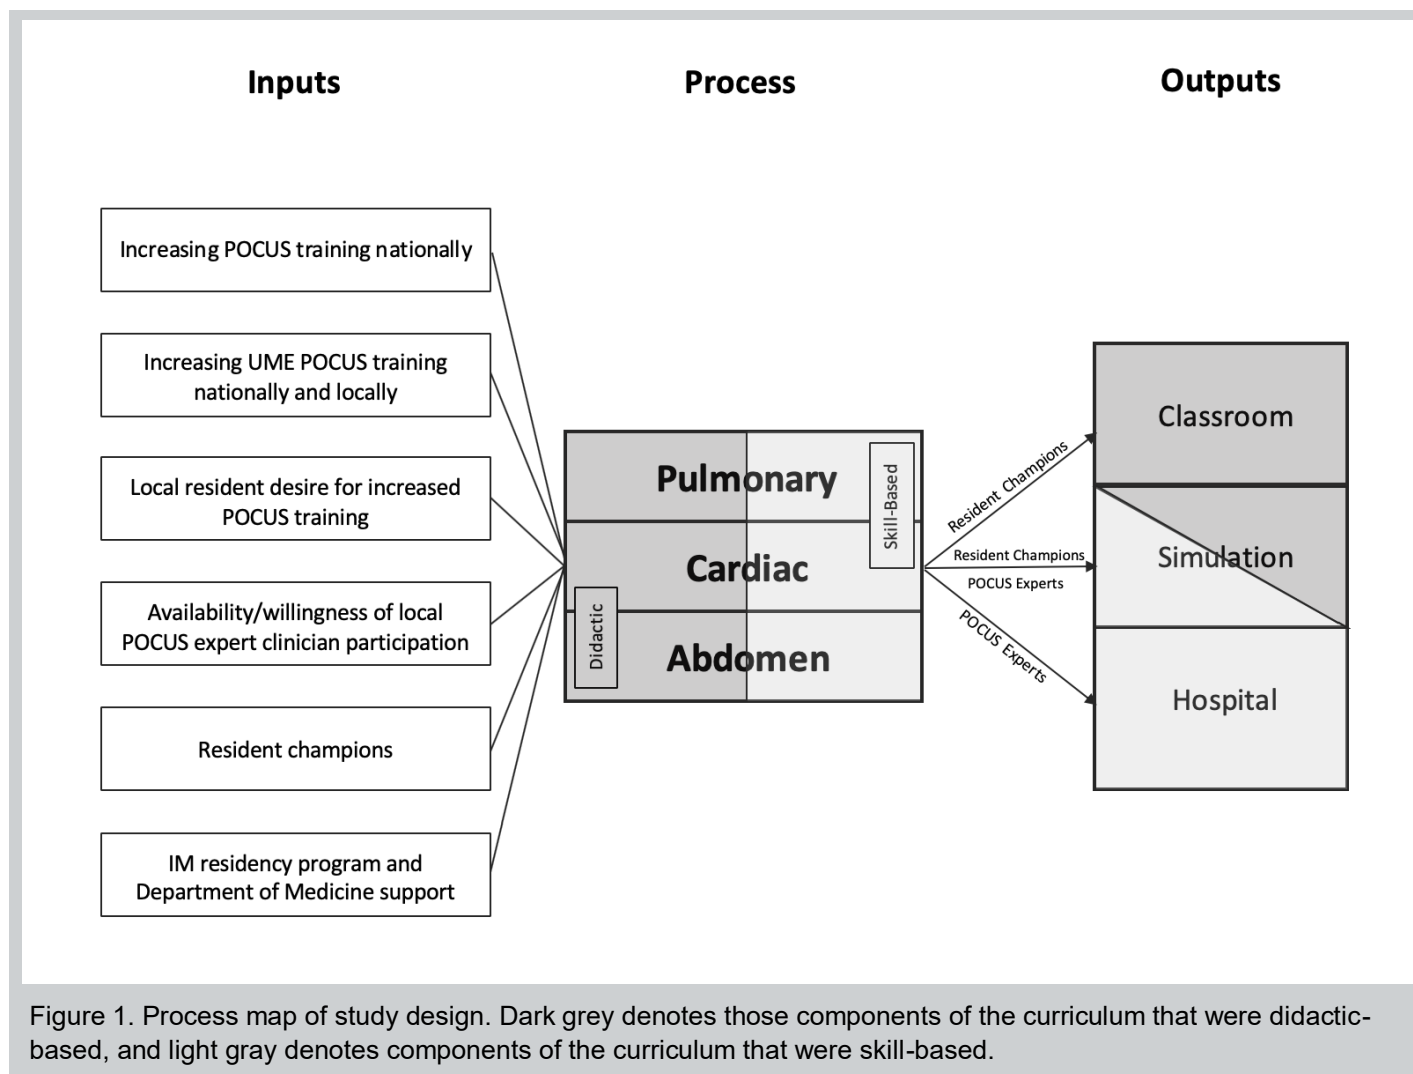 Inputs
Process
Outputs
Increasing POCUS training nationally
Increasing UME POCUS training
nationally and locally
Local resident desire for increased
POCUS training
Availability/willingness of local
POCUS expert clinician participation
Resident champions
IM residency program and
Department of Medicine support
Pulmonary
Cardiac
Abdomen
Didactic
Skill-Based
Resident Champions
Resident Champions
POCUS Experts
POCUS Experts
Classroom
Simulation
Hospital
Figure 1. Process map of study design. Dark grey denotes those components of the curriculum that were didactic-
based, and light gray denotes components of the curriculum that were skill-based.